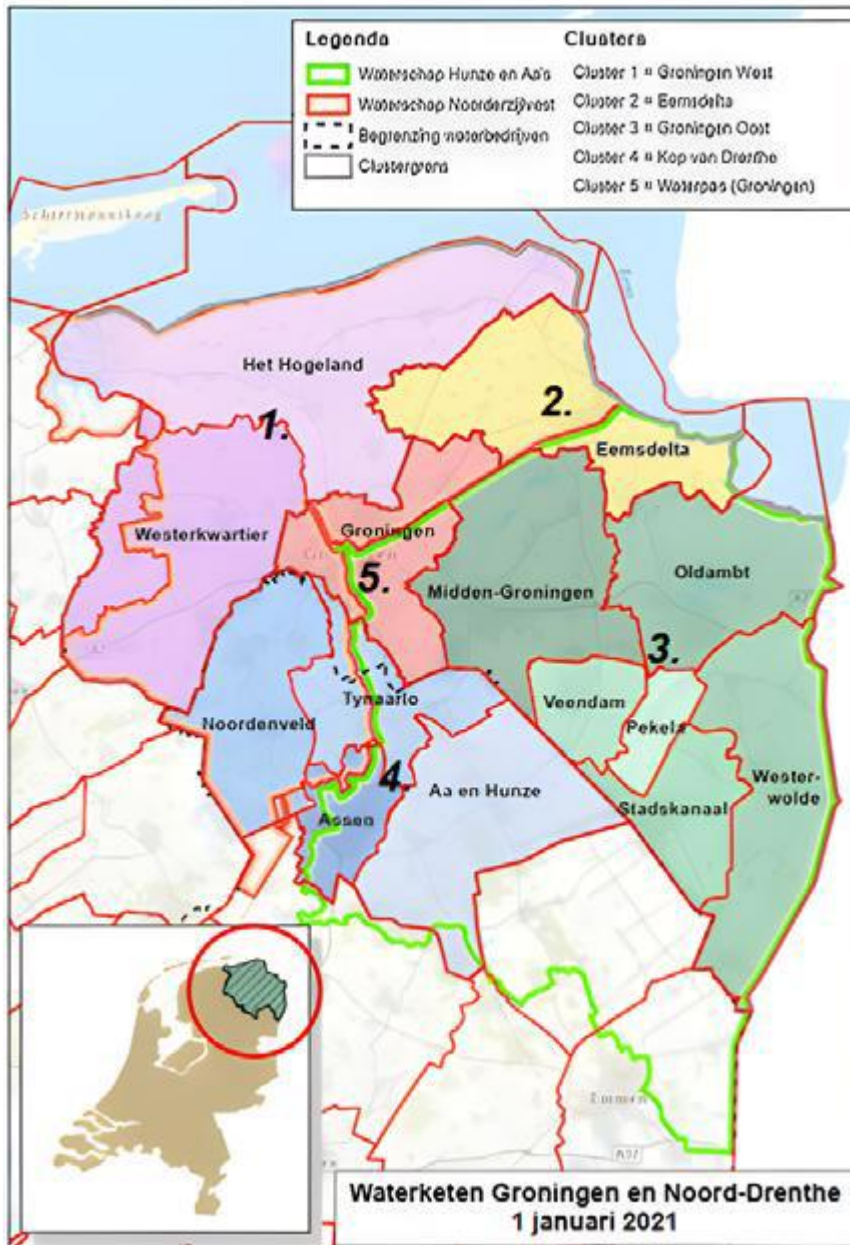 Legenda
Waterschap Hunze en Aa's
Waterschap Noorderzijlvest
Begrenzing waterbedrijven
Clustergrens
Clusters
Cluster 1 = Groningen West
Cluster 2 = Eemsdelta
Cluster 3 = Groningen Oost
Cluster 4 = Kop van Drenthe
Cluster 5 = Waterpas (Groningen)
Schiermonnikoog
Het Hogeland
1.
2.
Eemsdelta
Westerkwartier
Groningen
5.
Midden-Groningen
Oldambt
3.
Noordenveld
Tynaarlo
Veendam
Pekela
4.
Aa en Hunze
Assen
Stadskanaal
Wester-
wolde
Emmen
Waterketen Groningen en Noord-Drenthe
1 januari 2021